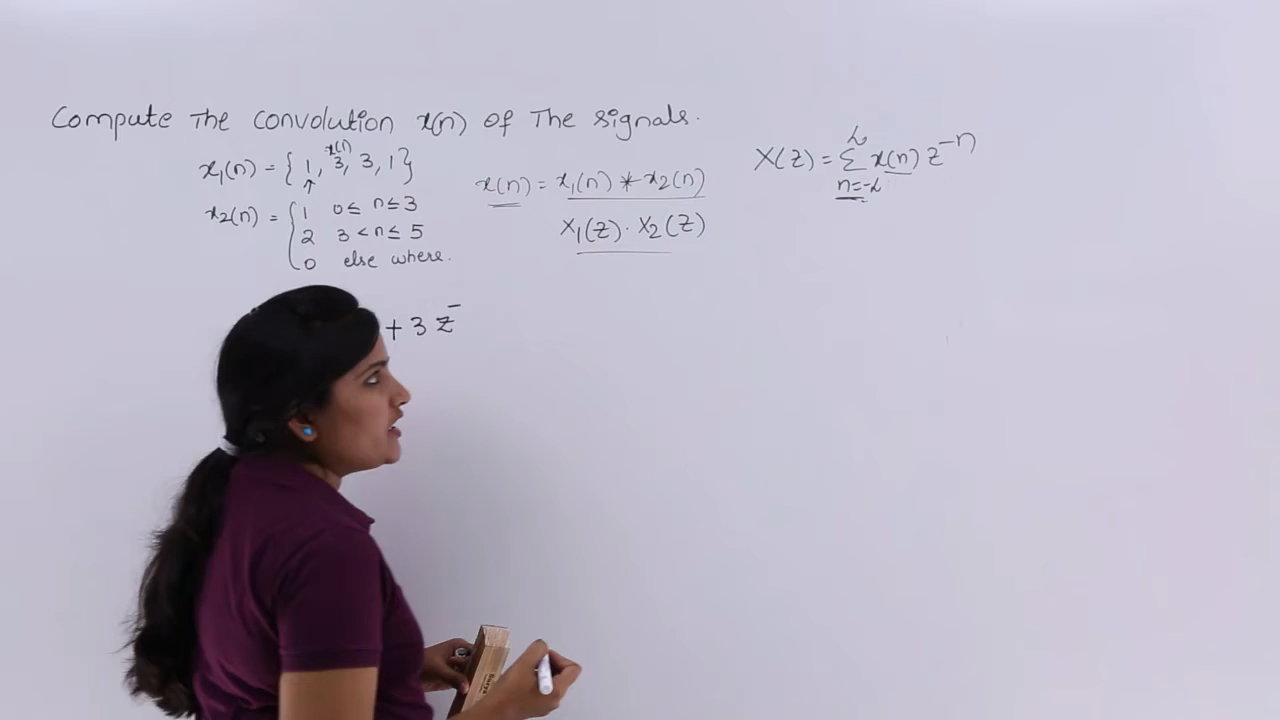 Compute The convolution x(n) of The signals.
x(1)
x₁(n) = { 1, 3, 3, 1 }
↑
x₂(n) = { 1 0 ≤ n ≤ 3
2 3 < n ≤ 5
0 else where.
x(n) = x₁(n) * x₂(n)
X₁(z) · X₂(z)
X(z) = ∑ x(n) z⁻ⁿ
n=-∞
∞
+ 3 z⁻